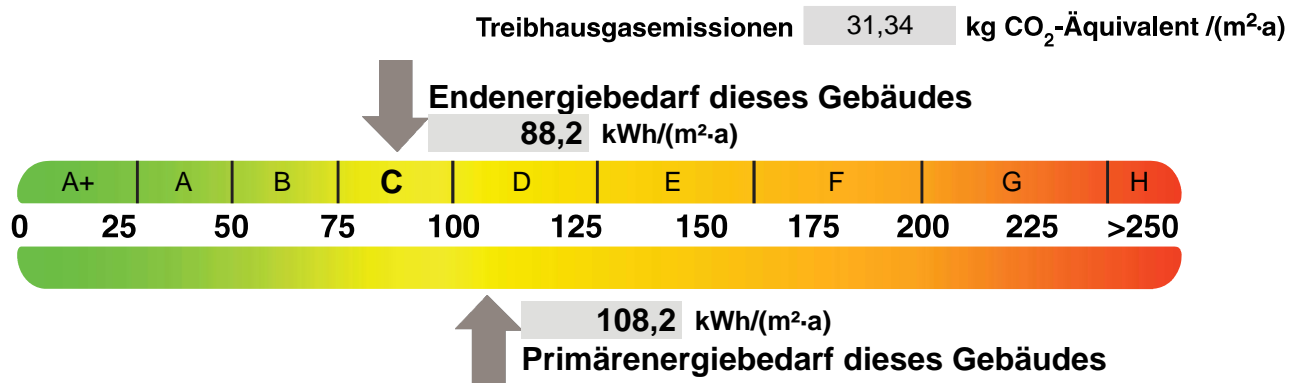 Treibhausgasemissionen 31,34 kg CO₂-Äquivalent /(m²·a)
Endenergiebedarf dieses Gebäudes
88,2 kWh/(m²·a)
A+ A B C D E F G H
0 25 50 75 100 125 150 175 200 225 >250
108,2 kWh/(m²·a)
Primärenergiebedarf dieses Gebäudes